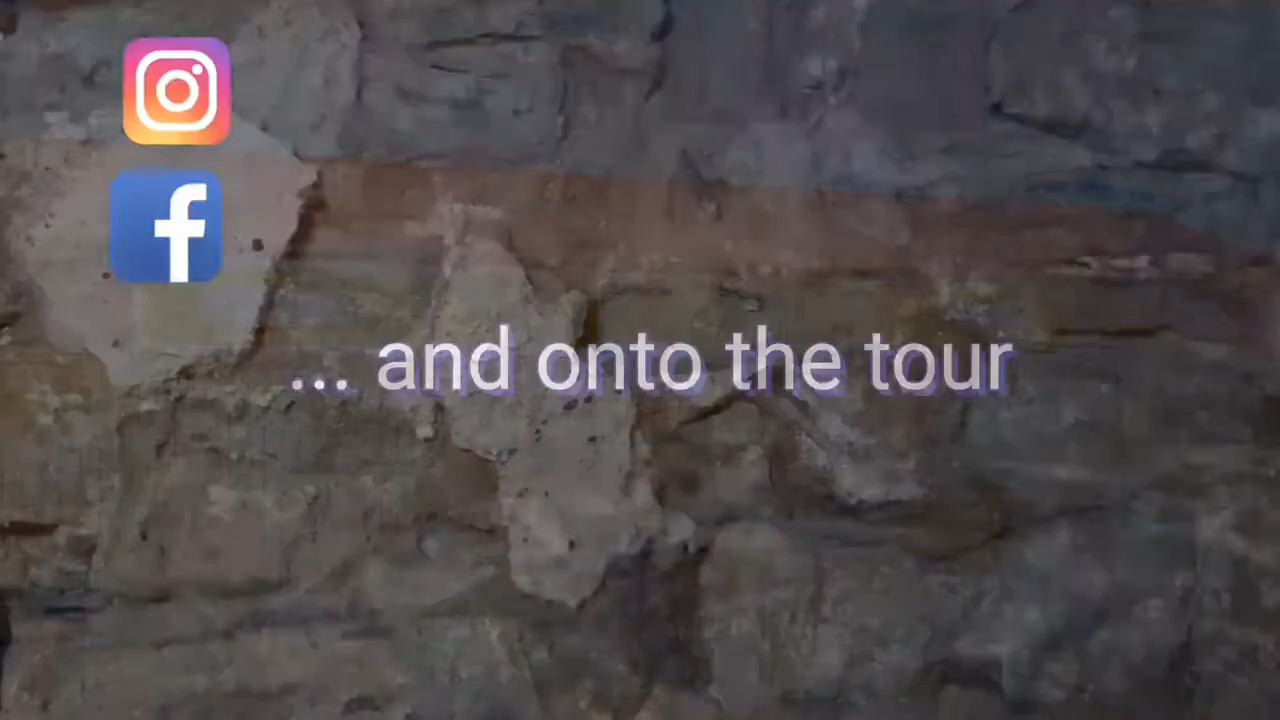 ... and onto the tour